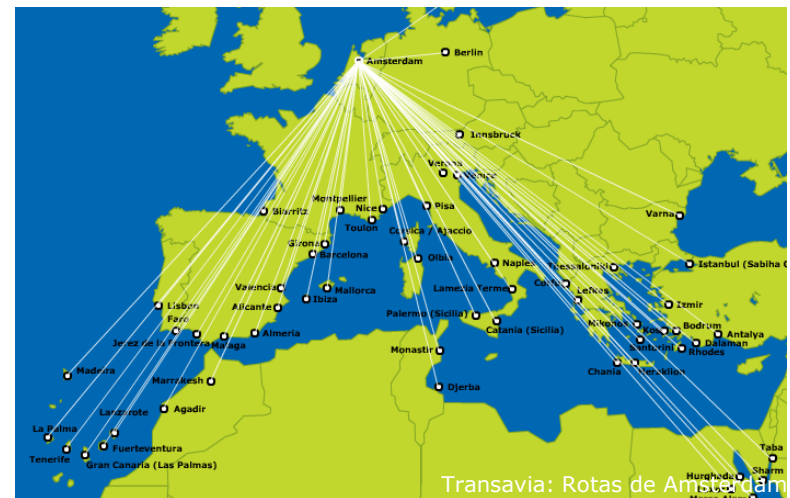 Amsterdam
Berlin
Innsbruck
Verona
Venice
Montpellier
Nice
Pisa
Biarritz
Toulon
Varna
Corsica / Ajaccio
Girona
Barcelona
Olbia
Naples
Thessaloniki
Istanbul (Sabiha G
Valencia
Mallorca
Lamezia Terme
Corfu
Lefkas
Ibiza
Lisbon
Alicante
Izmir
Faro
Palermo (Sicilia)
Catania (Sicilia)
Mikonos
Kos
Bodrum
Jerez de la Frontera
Malaga
Almeria
Antalya
Dalaman
Santorini
Rhodes
Monastir
Chania
Heraklion
Madeira
Marrakesh
Djerba
Lanzarote
Agadir
La Palma
Fuerteventura
Tenerife
Gran Canaria (Las Palmas)
Taba
Sharm
Hurghada
Transavia: Rotas de Amsterdam